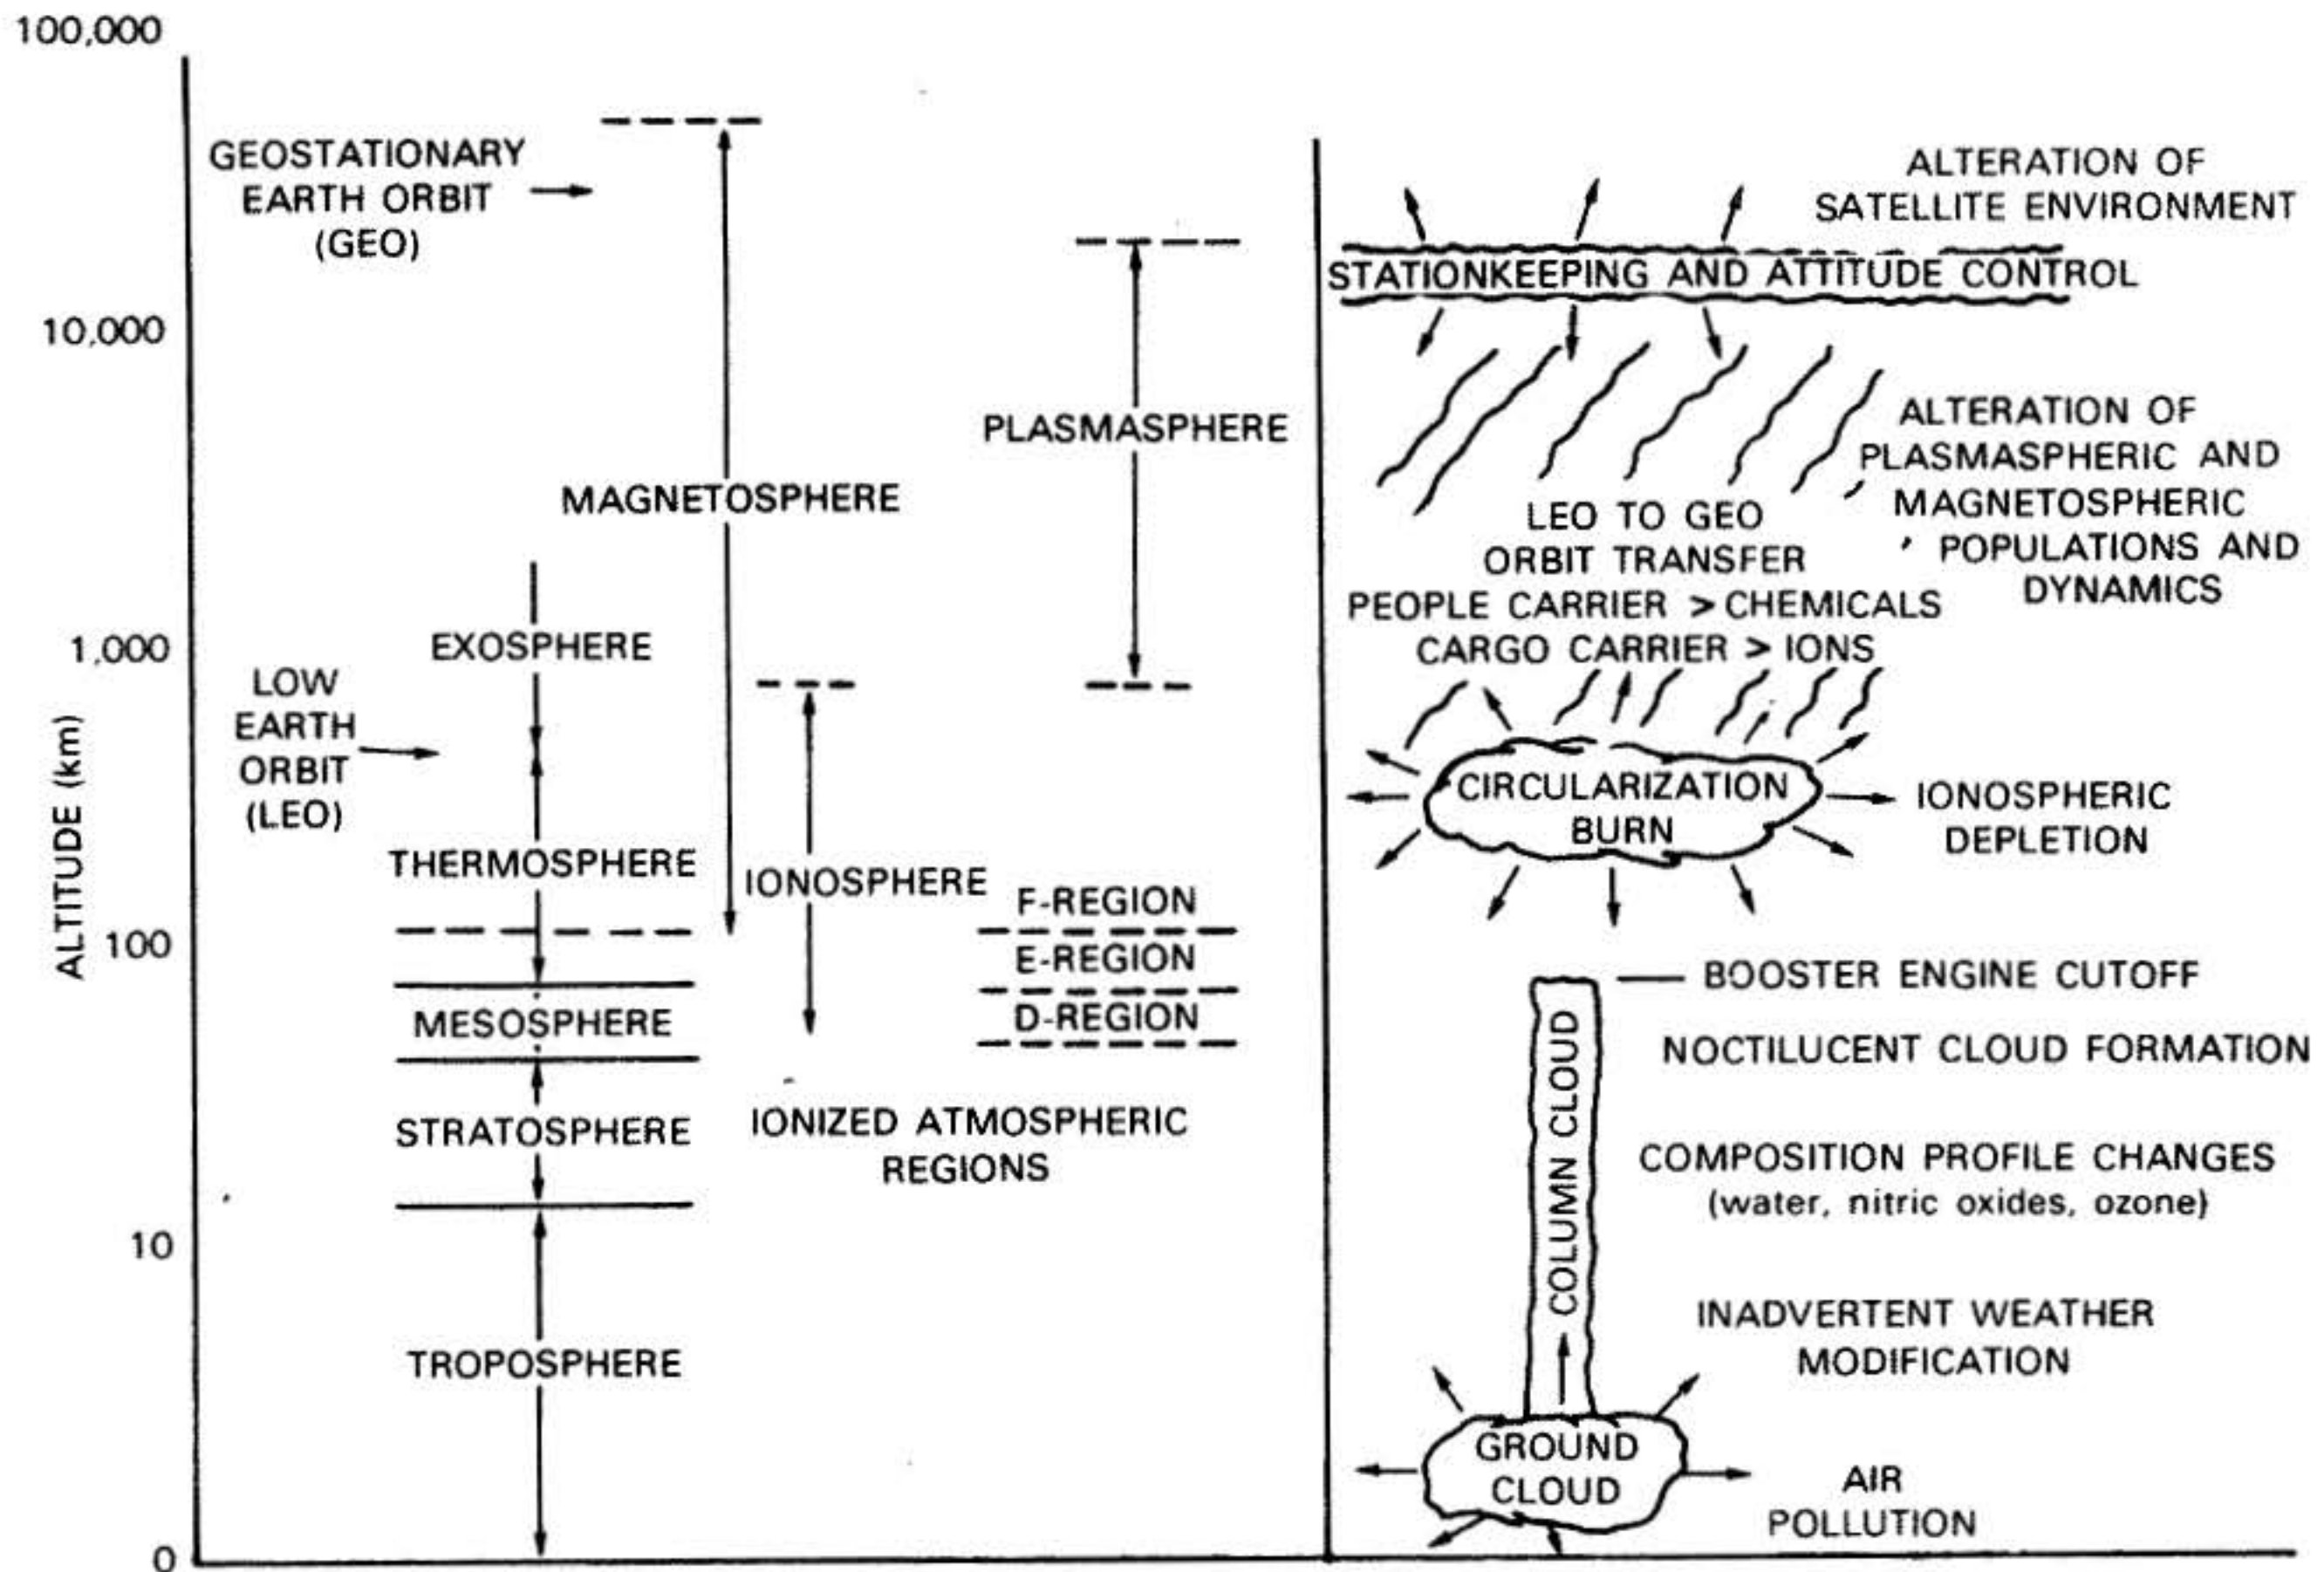 100,000
10,000
1,000
100
10
0
ALTITUDE (km)
GEOSTATIONARY
EARTH ORBIT
(GEO)
LOW
EARTH
ORBIT
(LEO)
EXOSPHERE
THERMOSPHERE
MESOSPHERE
STRATOSPHERE
TROPOSPHERE
MAGNETOSPHERE
IONOSPHERE
PLASMASPHERE
F-REGION
E-REGION
D-REGION
IONIZED ATMOSPHERIC
REGIONS
ALTERATION OF
SATELLITE ENVIRONMENT
STATIONKEEPING AND ATTITUDE CONTROL
ALTERATION OF
PLASMASPHERIC AND
MAGNETOSPHERIC
POPULATIONS AND
DYNAMICS
LEO TO GEO
ORBIT TRANSFER
PEOPLE CARRIER > CHEMICALS
CARGO CARRIER > IONS
CIRCULARIZATION
BURN
IONOSPHERIC
DEPLETION
BOOSTER ENGINE CUTOFF
NOCTILUCENT CLOUD FORMATION
COLUMN CLOUD
COMPOSITION PROFILE CHANGES
(water, nitric oxides, ozone)
INADVERTENT WEATHER
MODIFICATION
GROUND
CLOUD
AIR
POLLUTION